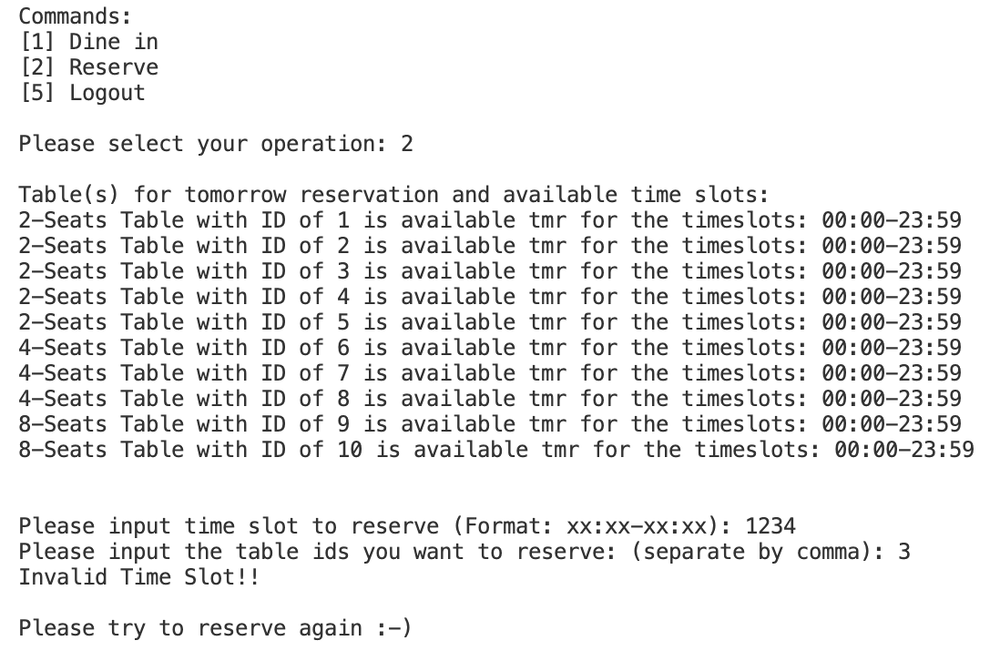 Commands:
[1] Dine in
[2] Reserve
[5] Logout
Please select your operation: 2
Table(s) for tomorrow reservation and available time slots:
2-Seats Table with ID of 1 is available tmr for the timeslots: 00:00-23:59
2-Seats Table with ID of 2 is available tmr for the timeslots: 00:00-23:59
2-Seats Table with ID of 3 is available tmr for the timeslots: 00:00-23:59
2-Seats Table with ID of 4 is available tmr for the timeslots: 00:00-23:59
2-Seats Table with ID of 5 is available tmr for the timeslots: 00:00-23:59
4-Seats Table with ID of 6 is available tmr for the timeslots: 00:00-23:59
4-Seats Table with ID of 7 is available tmr for the timeslots: 00:00-23:59
4-Seats Table with ID of 8 is available tmr for the timeslots: 00:00-23:59
8-Seats Table with ID of 9 is available tmr for the timeslots: 00:00-23:59
8-Seats Table with ID of 10 is available tmr for the timeslots: 00:00-23:59
Please input time slot to reserve (Format: xx:xx-xx:xx): 1234
Please input the table ids you want to reserve: (separate by comma): 3
Invalid Time Slot!!
Please try to reserve again :-)